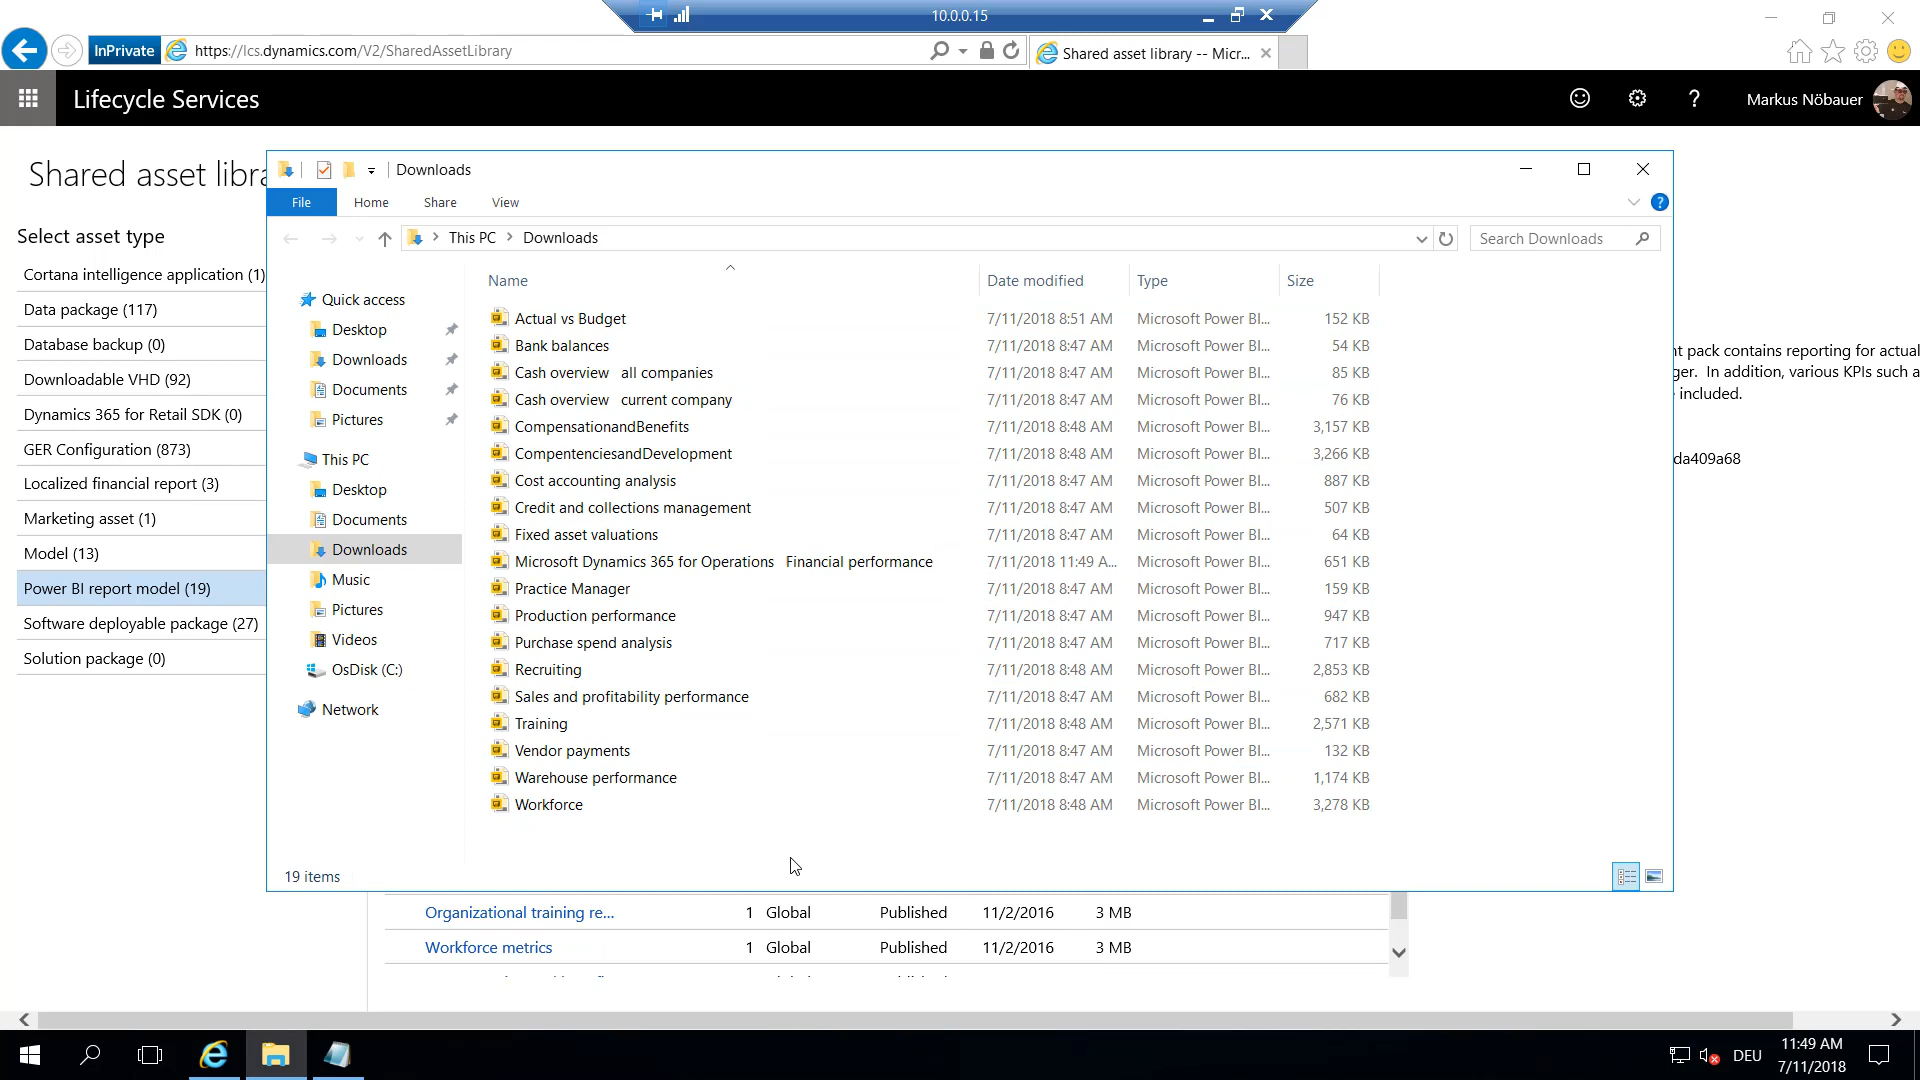 10.0.0.15
InPrivate
https://lcs.dynamics.com/V2/SharedAssetLibrary
Shared asset library -- Micr...
Lifecycle Services
Markus Nöbauer
Shared asset libra
Select asset type
Cortana intelligence application (1)
Data package (117)
Database backup (0)
Downloadable VHD (92)
Dynamics 365 for Retail SDK (0)
GER Configuration (873)
Localized financial report (3)
Marketing asset (1)
Model (13)
Power BI report model (19)
Software deployable package (27)
Solution package (0)
Downloads
File Home Share View
This PC Downloads
Search Downloads
Quick access
Desktop
Downloads
Documents
Pictures
This PC
Desktop
Documents
Downloads
Music
Pictures
Videos
OsDisk (C:)
Network
Name Date modified Type Size
Actual vs Budget 7/11/2018 8:51 AM Microsoft Power BI... 152 KB
Bank balances 7/11/2018 8:47 AM Microsoft Power BI... 54 KB
Cash overview   all companies 7/11/2018 8:47 AM Microsoft Power BI... 85 KB
Cash overview   current company 7/11/2018 8:47 AM Microsoft Power BI... 76 KB
CompensationandBenefits 7/11/2018 8:48 AM Microsoft Power BI... 3,157 KB
CompentenciesandDevelopment 7/11/2018 8:48 AM Microsoft Power BI... 3,266 KB
Cost accounting analysis 7/11/2018 8:47 AM Microsoft Power BI... 887 KB
Credit and collections management 7/11/2018 8:47 AM Microsoft Power BI... 507 KB
Fixed asset valuations 7/11/2018 8:47 AM Microsoft Power BI... 64 KB
Microsoft Dynamics 365 for Operations   Financial performance 7/11/2018 11:49 A... Microsoft Power BI... 651 KB
Practice Manager 7/11/2018 8:47 AM Microsoft Power BI... 159 KB
Production performance 7/11/2018 8:47 AM Microsoft Power BI... 947 KB
Purchase spend analysis 7/11/2018 8:47 AM Microsoft Power BI... 717 KB
Recruiting 7/11/2018 8:48 AM Microsoft Power BI... 2,853 KB
Sales and profitability performance 7/11/2018 8:47 AM Microsoft Power BI... 682 KB
Training 7/11/2018 8:48 AM Microsoft Power BI... 2,571 KB
Vendor payments 7/11/2018 8:47 AM Microsoft Power BI... 132 KB
Warehouse performance 7/11/2018 8:47 AM Microsoft Power BI... 1,174 KB
Workforce 7/11/2018 8:48 AM Microsoft Power BI... 3,278 KB
19 items
nt pack contains reporting for actual
ger. In addition, various KPIs such a
included.
da409a68
Organizational training re... 1 Global Published 11/2/2016 3 MB
Workforce metrics 1 Global Published 11/2/2016 3 MB
DEU
11:49 AM
7/11/2018